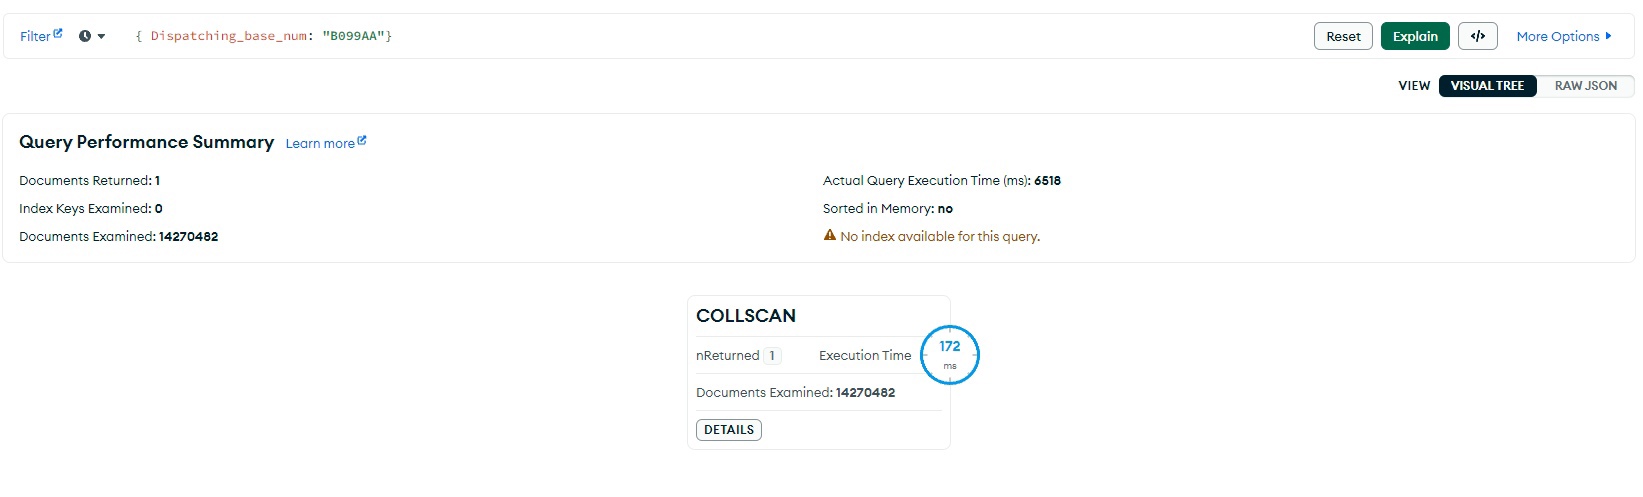 Filter { Dispatching_base_num: "B099AA"} Reset Explain </> More Options
VIEW VISUAL TREE RAW JSON
Query Performance Summary Learn more
Documents Returned: 1 Actual Query Execution Time (ms): 6518
Index Keys Examined: 0 Sorted in Memory: no
Documents Examined: 14270482 No index available for this query.
COLLSCAN
nReturned 1 Execution Time 172 ms
Documents Examined: 14270482
DETAILS